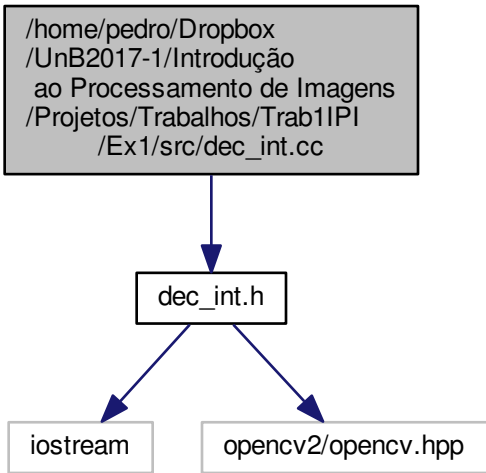 /home/pedro/Dropbox
/UnB2017-1/Introdução
ao Processamento de Imagens
/Projetos/Trabalhos/Trab1IPI
/Ex1/src/dec_int.cc
dec_int.h
iostream
opencv2/opencv.hpp